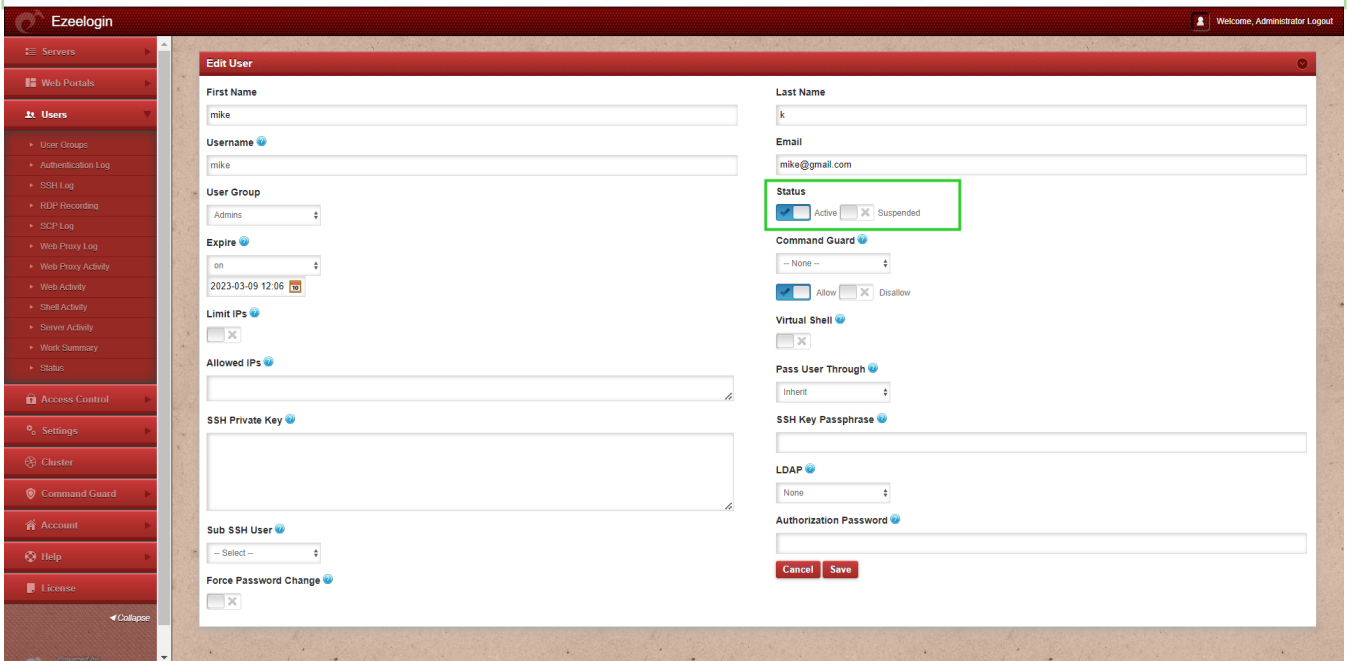 Ezeelogin
Welcome, Administrator Logout
Servers
Web Portals
Users
User Groups
Authentication Log
SSH Log
RDP Recording
SCP Log
Web Proxy Log
Web Proxy Activity
Web Activity
Shell Activity
Server Activity
Work Summary
Status
Access Control
Settings
Cluster
Command Guard
Account
Help
License
Collapse
Edit User
First Name
mike
Username
mike
User Group
Admins
Expire
on
2023-03-09 12:06
10
Limit IPs
Allowed IPs
SSH Private Key
Sub SSH User
-- Select --
Force Password Change
Last Name
k
Email
mike@gmail.com
Status
Active Suspended
Command Guard
-- None --
Allow Disallow
Virtual Shell
Pass User Through
Inherit
SSH Key Passphrase
LDAP
None
Authorization Password
Cancel Save